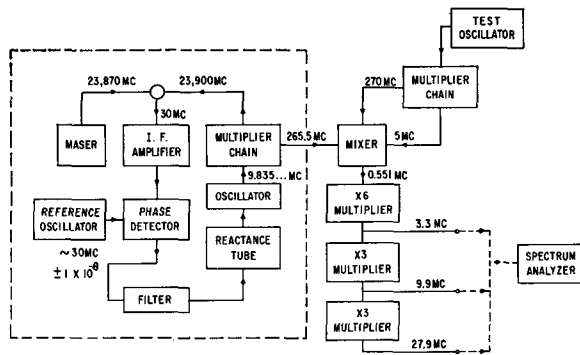 TEST
OSCILLATOR
23,870MC
23,900MC
270MC
MULTIPLIER
CHAIN
30MC
MASER
I. F.
AMPLIFIER
MULTIPLIER
CHAIN
265.5MC
MIXER
5MC
9.835...MC
0.551MC
OSCILLATOR
X6
MULTIPLIER
REFERENCE
OSCILLATOR
PHASE
DETECTOR
3.3 MC
REACTANCE
TUBE
X3
MULTIPLIER
SPECTRUM
ANALYZER
~30MC
±1 X 10-8
FILTER
9.9MC
X3
MULTIPLIER
27.9MC